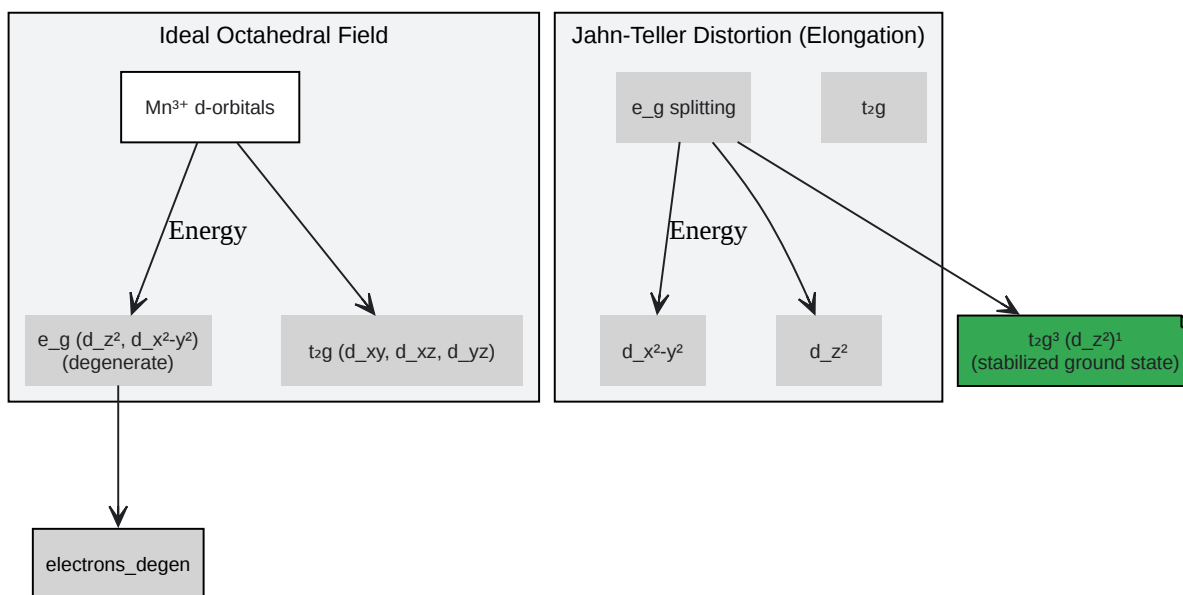 Ideal Octahedral Field
Mn³⁺ d-orbitals
Energy
e_g (d_z², d_x²-y²)
(degenerate)
t₂g (d_xy, d_xz, d_yz)
electrons_degen
Jahn-Teller Distortion (Elongation)
e_g splitting
t₂g
Energy
d_x²-y²
d_z²
t₂g³ (d_z²)¹
(stabilized ground state)